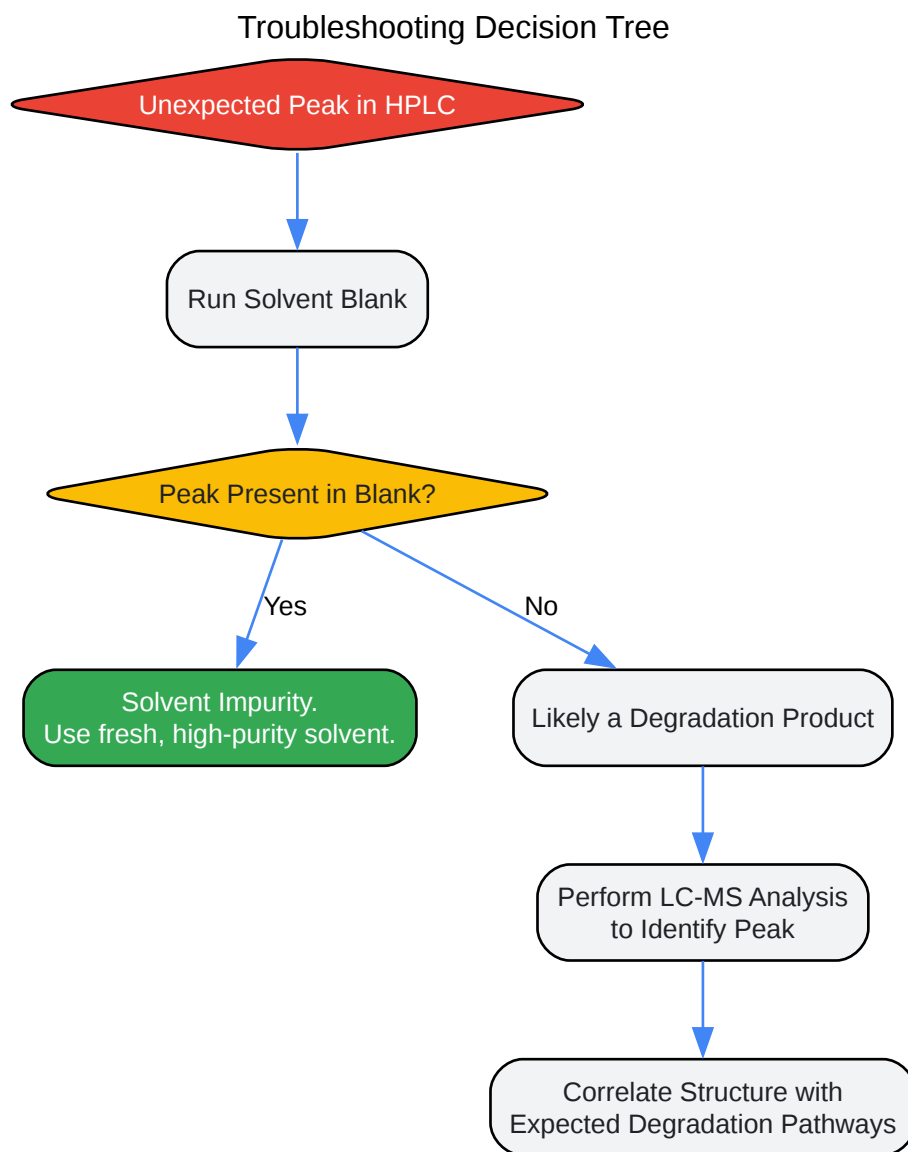 Troubleshooting Decision Tree
Unexpected Peak in HPLC
Run Solvent Blank
Peak Present in Blank?
Yes
No
Solvent Impurity.
Use fresh, high-purity solvent.
Likely a Degradation Product
Perform LC-MS Analysis
to Identify Peak
Correlate Structure with
Expected Degradation Pathways